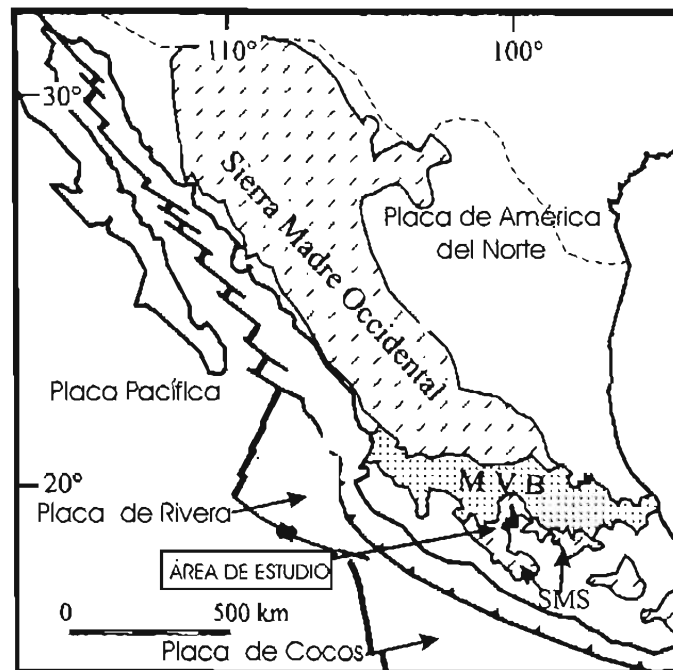 110°
100°
30°
Sierra Madre Occidental
Placa de América
del Norte
Placa Pacífica
20°
M V B
Placa de Rivera
ÁREA DE ESTUDIO
0 500 km
SMS
Placa de Cocos